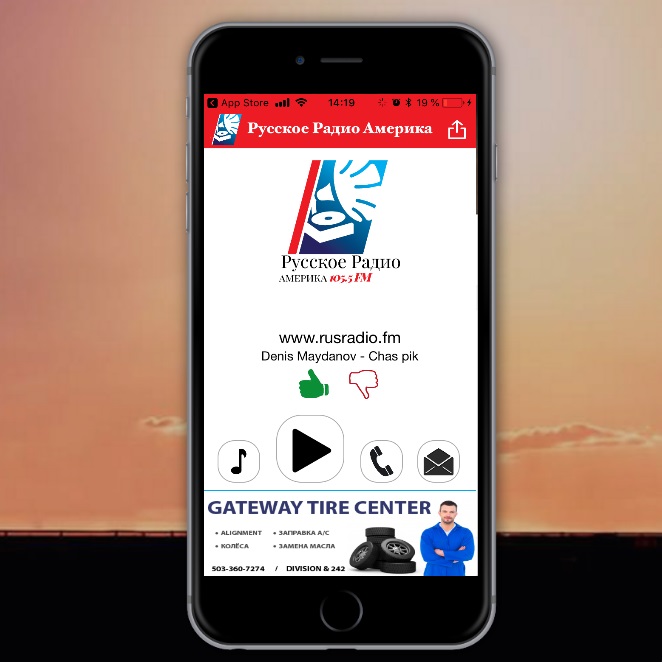 App Store 14:19 19 %
Русское Радио Америка
Русское Радио
АМЕРИКА 105,5 FM
www.rusradio.fm
Denis Maydanov - Chas pik
GATEWAY TIRE CENTER
• ALIGNMENT • ЗАПРАВКА А/С
• КОЛЁСА • ЗАМЕНА МАСЛА
503-360-7274 / DIVISION & 242